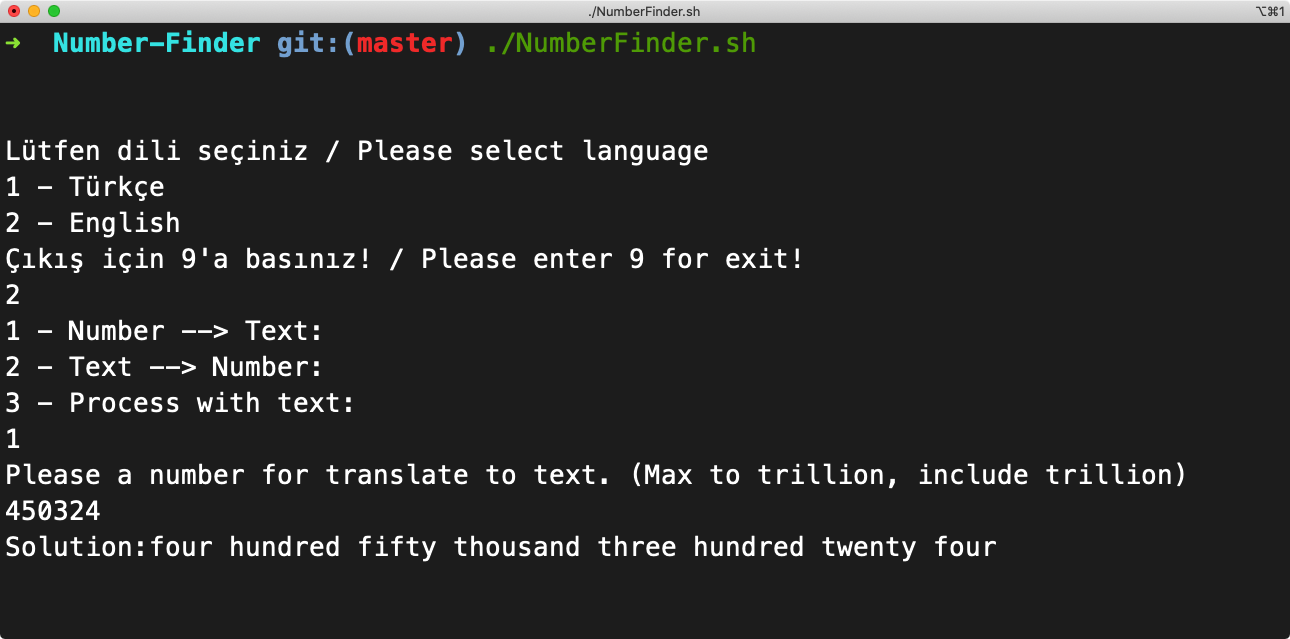 ./NumberFinder.sh
⌥⌘1
➜  Number-Finder git:(master) ./NumberFinder.sh
Lütfen dili seçiniz / Please select language
1 - Türkçe
2 - English
Çıkış için 9'a basınız! / Please enter 9 for exit!
2
1 - Number --> Text:
2 - Text --> Number:
3 - Process with text:
1
Please a number for translate to text. (Max to trillion, include trillion)
450324
Solution:four hundred fifty thousand three hundred twenty four